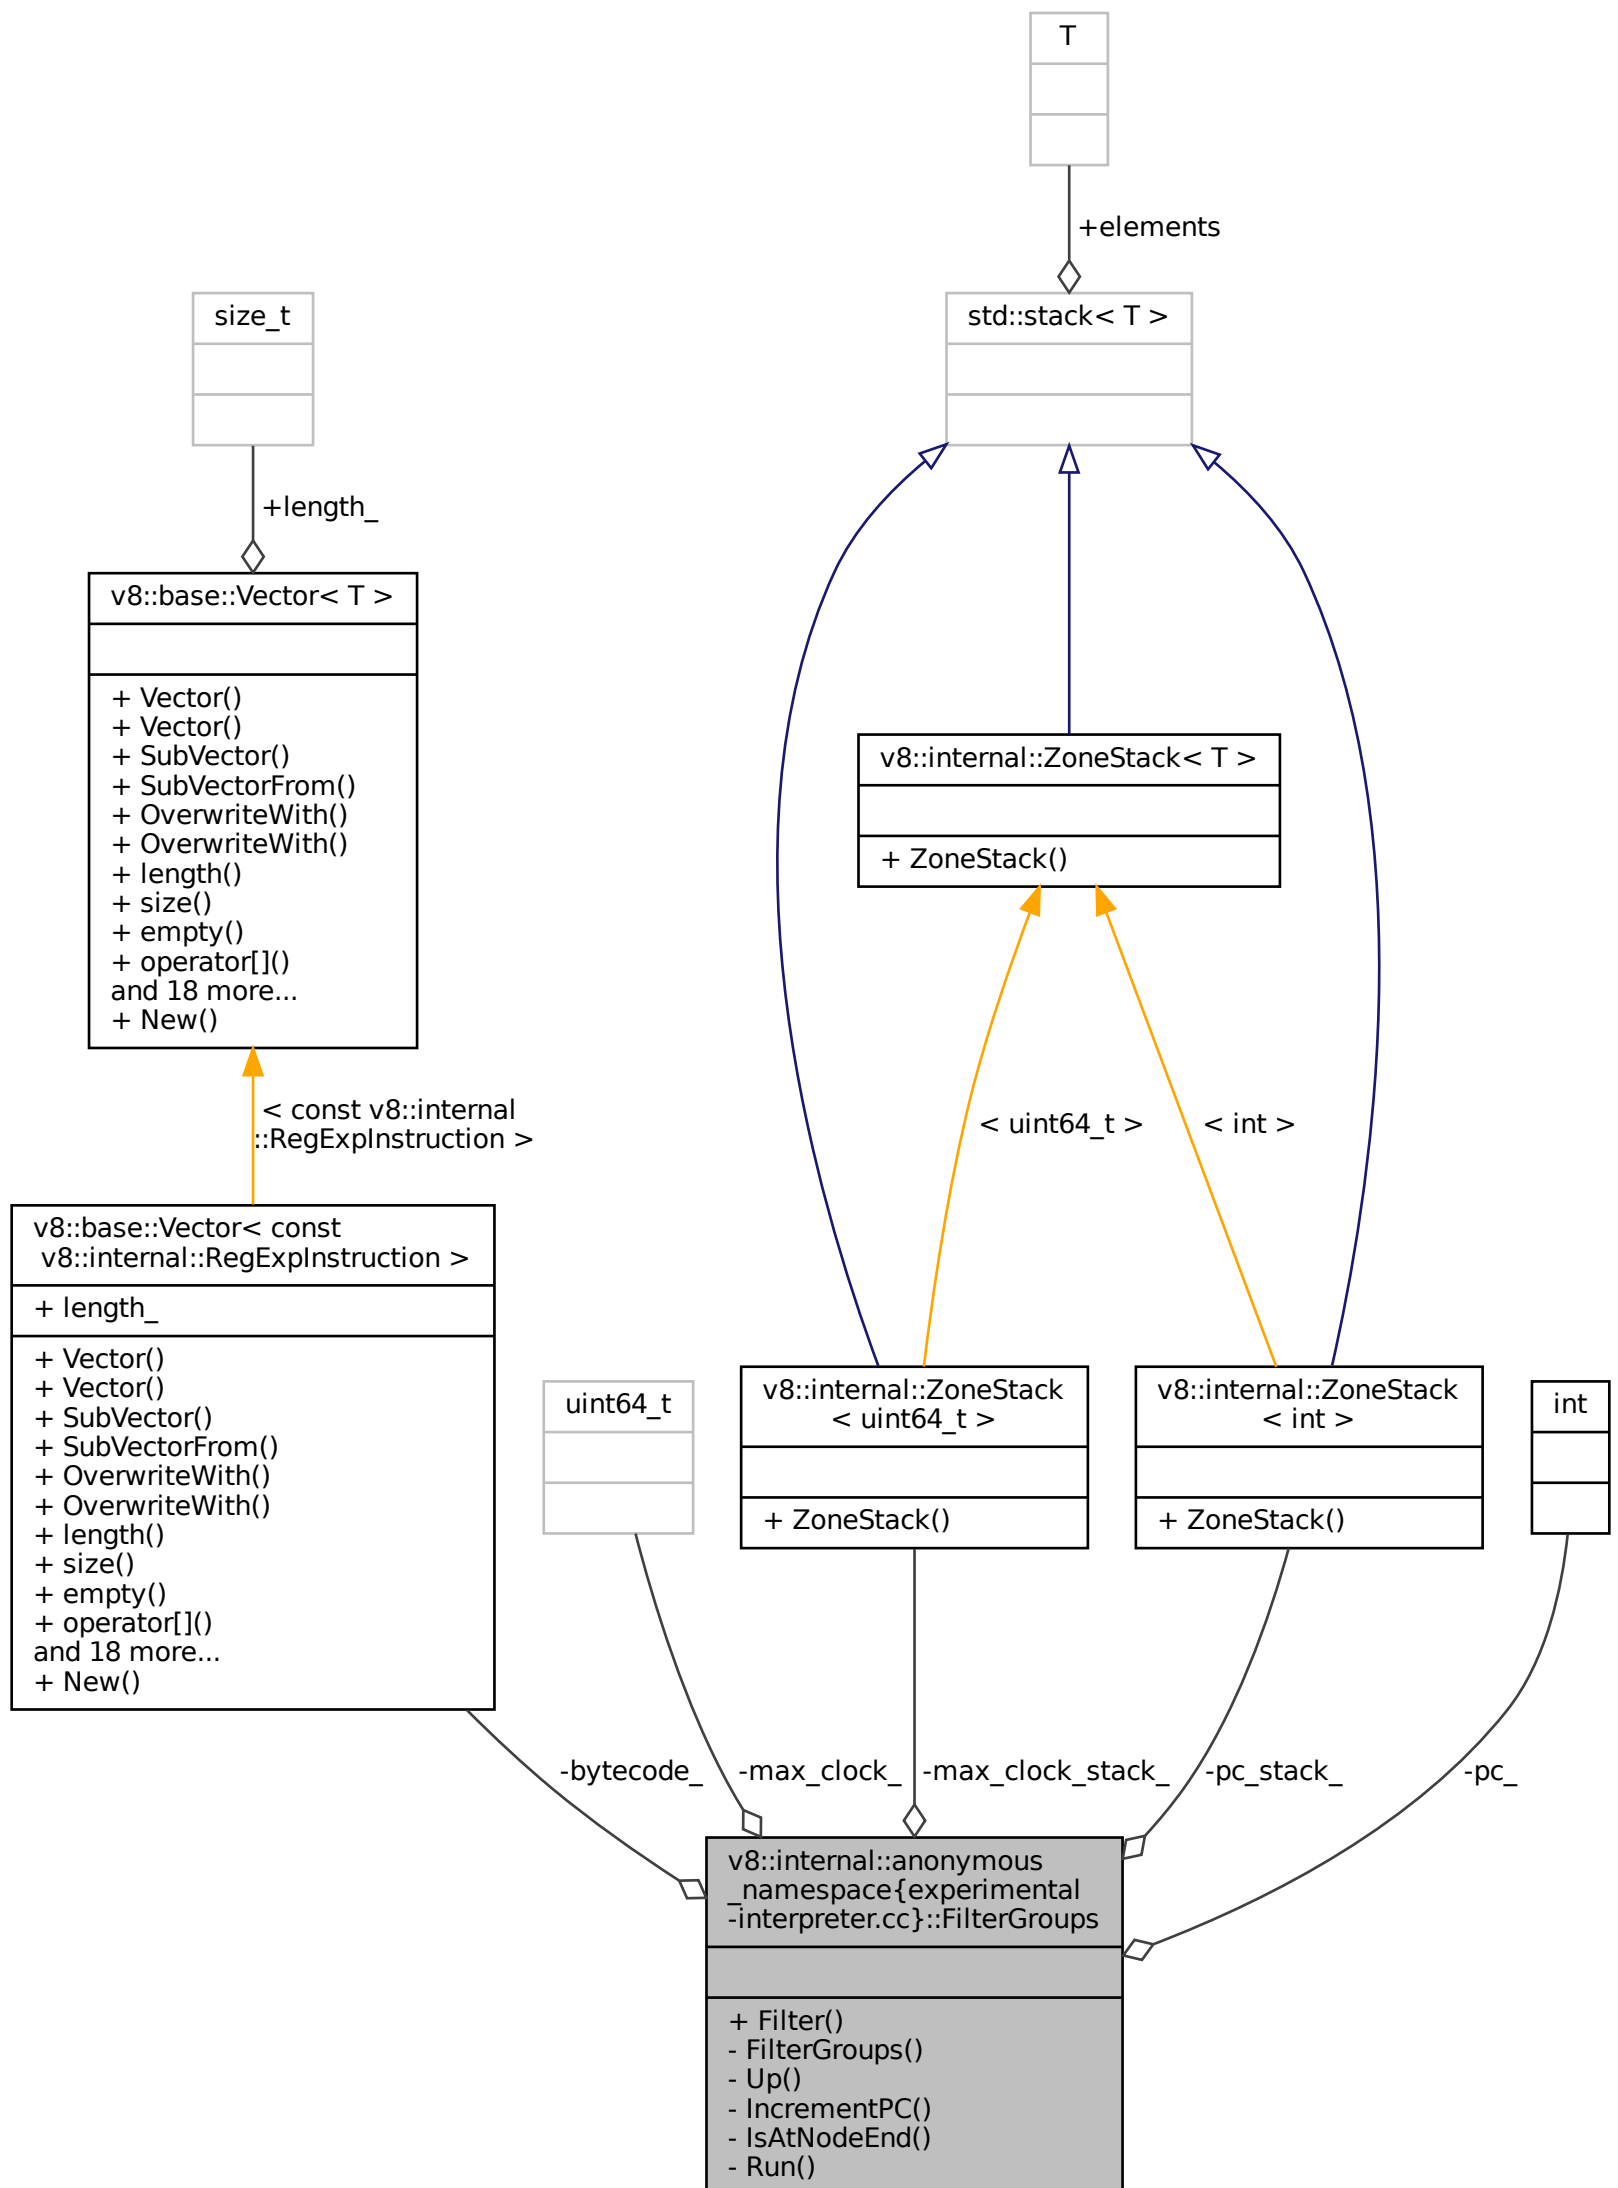 T
+elements
size_t
std::stack< T >
+length_
v8::base::Vector< T >
+ Vector()
+ Vector()
+ SubVector()
+ SubVectorFrom()
+ OverwriteWith()
+ OverwriteWith()
+ length()
+ size()
+ empty()
+ operator[]()
and 18 more...
+ New()
v8::internal::ZoneStack< T >
+ ZoneStack()
< const v8::internal
::RegExpInstruction >
< uint64_t >
< int >
v8::base::Vector< const
v8::internal::RegExpInstruction >
+ length_
+ Vector()
+ Vector()
+ SubVector()
+ SubVectorFrom()
+ OverwriteWith()
+ OverwriteWith()
+ length()
+ size()
+ empty()
+ operator[]()
and 18 more...
+ New()
uint64_t
v8::internal::ZoneStack
< uint64_t >
+ ZoneStack()
v8::internal::ZoneStack
< int >
+ ZoneStack()
int
-bytecode_
-max_clock_
-max_clock_stack_
-pc_stack_
-pc_
v8::internal::anonymous
_namespace{experimental
-interpreter.cc}::FilterGroups
+ Filter()
- FilterGroups()
- Up()
- IncrementPC()
- IsAtNodeEnd()
- Run()